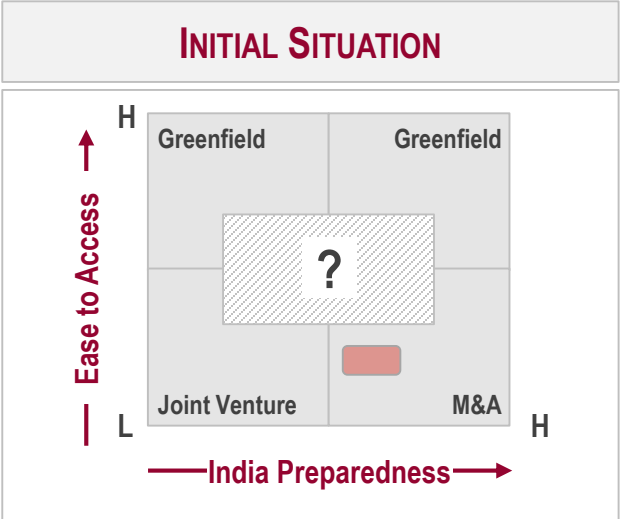 INITIAL SITUATION
H
Greenfield
Greenfield
Ease to Access
?
Joint Venture
M&A
L
H
India Preparedness